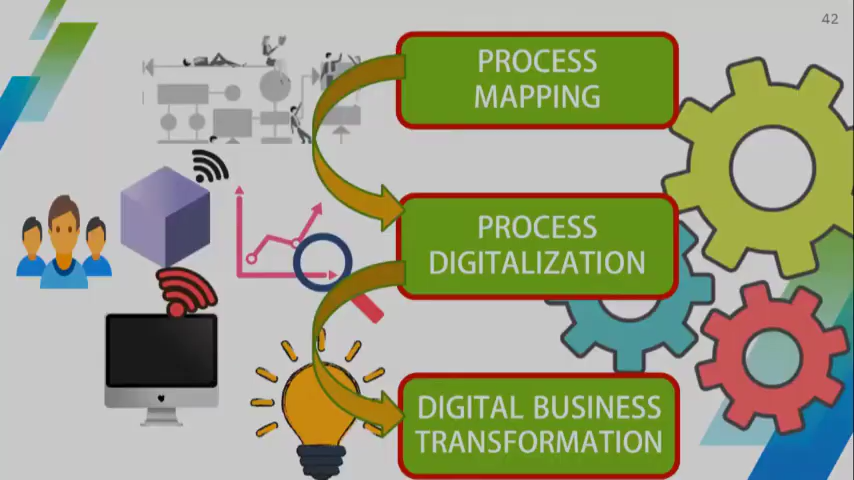 42
PROCESS
MAPPING
PROCESS
DIGITALIZATION
DIGITAL BUSINESS
TRANSFORMATION